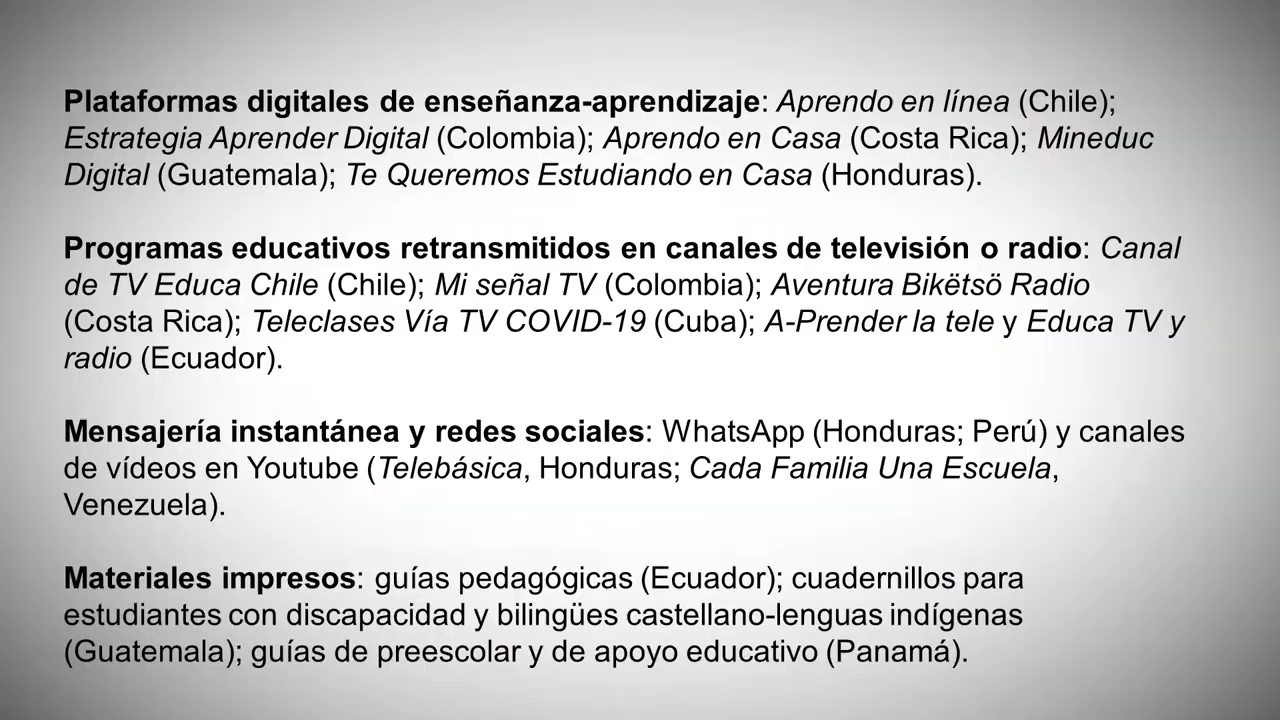 Plataformas digitales de enseñanza-aprendizaje: Aprendo en línea (Chile);
Estrategia Aprender Digital (Colombia); Aprendo en Casa (Costa Rica); Mineduc
Digital (Guatemala); Te Queremos Estudiando en Casa (Honduras).
Programas educativos retransmitidos en canales de televisión o radio: Canal
de TV Educa Chile (Chile); Mi señal TV (Colombia); Aventura Bikëtsö Radio
(Costa Rica); Teleclases Vía TV COVID-19 (Cuba); A-Prender la tele y Educa TV y
radio (Ecuador).
Mensajería instantánea y redes sociales: WhatsApp (Honduras; Perú) y canales
de vídeos en Youtube (Telebásica, Honduras; Cada Familia Una Escuela,
Venezuela).
Materiales impresos: guías pedagógicas (Ecuador); cuadernillos para
estudiantes con discapacidad y bilingües castellano-lenguas indígenas
(Guatemala); guías de preescolar y de apoyo educativo (Panamá).